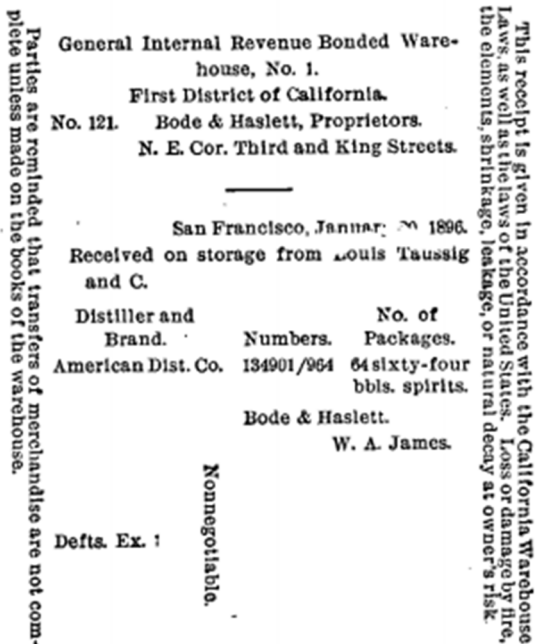 General Internal Revenue Bonded Ware-
house, No. 1.
First District of California.
No. 121. Bode & Haslett, Proprietors.
N. E. Cor. Third and King Streets.
San Francisco, 1896.
Received on storage from Louis Taussig
and C.
Distiller and
Brand. Numbers. No. of
Packages.
American Dist. Co. 134901/964 64 sixty-four
bbls. spirits.
Bode & Haslett.
W. A. James.
Nonnegotiable.
Defts. Ex.
Parties are reminded that transfers of merchandise are not com-
plete unless made on the books of the warehouse.
This receipt is given in accordance with the California Warehouse
Laws, as well as the laws of the United States. Loss or damage by fire,
the elements, shrinkage, leakage, or natural decay at owner's risk.